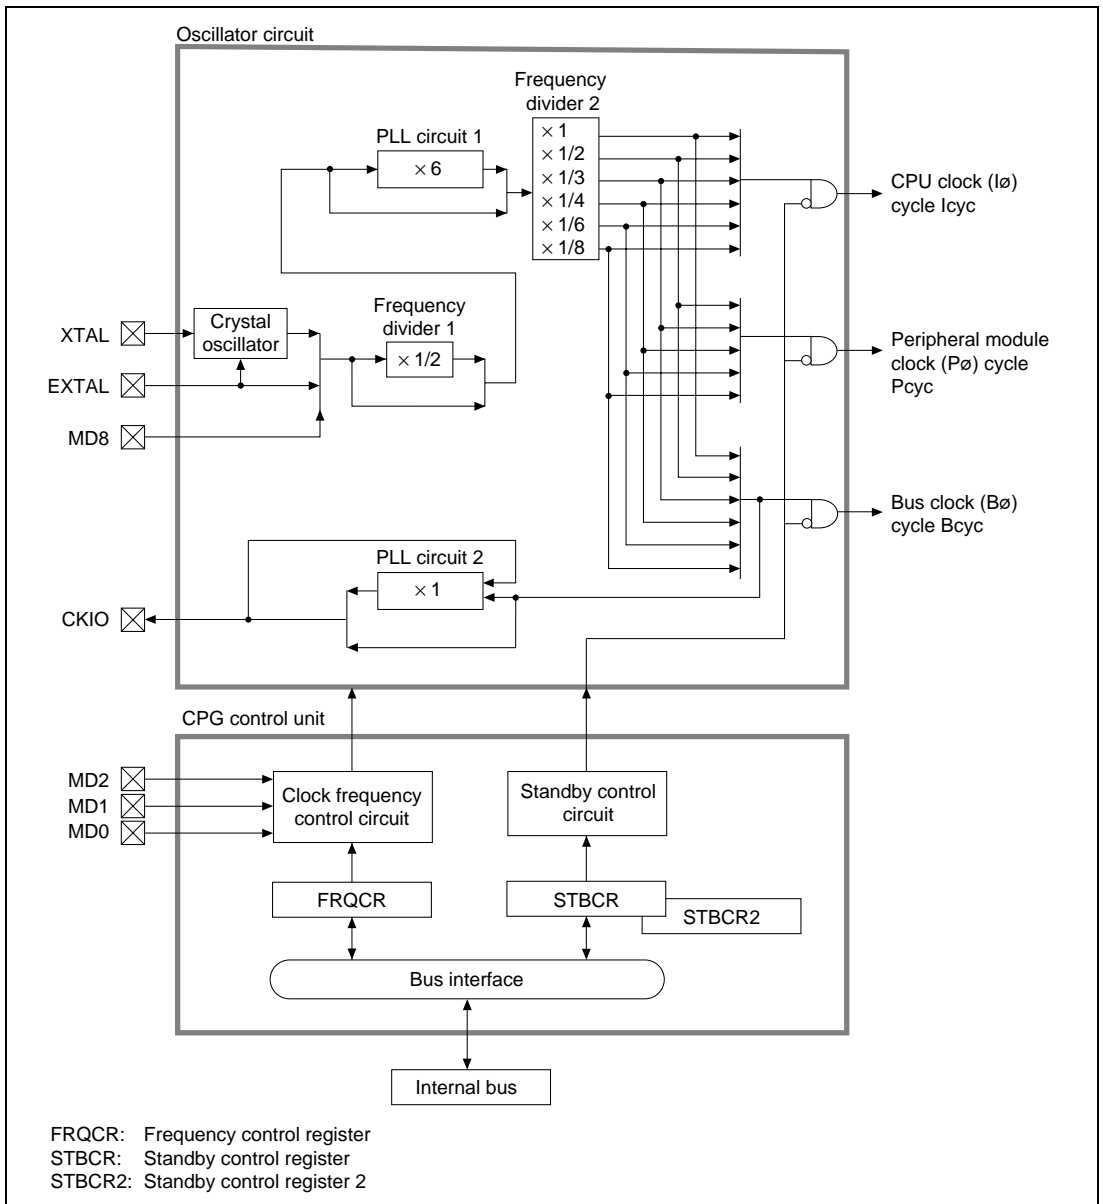 Oscillator circuit
Frequency
divider 2
PLL circuit 1
× 6
× 1
× 1/2
× 1/3
× 1/4
× 1/6
× 1/8
CPU clock (Iø)
cycle Icyc
XTAL
Crystal
oscillator
Frequency
divider 1
× 1/2
EXTAL
MD8
Peripheral module
clock (Pø) cycle
Pcyc
Bus clock (Bø)
cycle Bcyc
PLL circuit 2
× 1
CKIO
CPG control unit
MD2
MD1
MD0
Clock frequency
control circuit
Standby control
circuit
FRQCR
STBCR
STBCR2
Bus interface
Internal bus
FRQCR: Frequency control register
STBCR: Standby control register
STBCR2: Standby control register 2